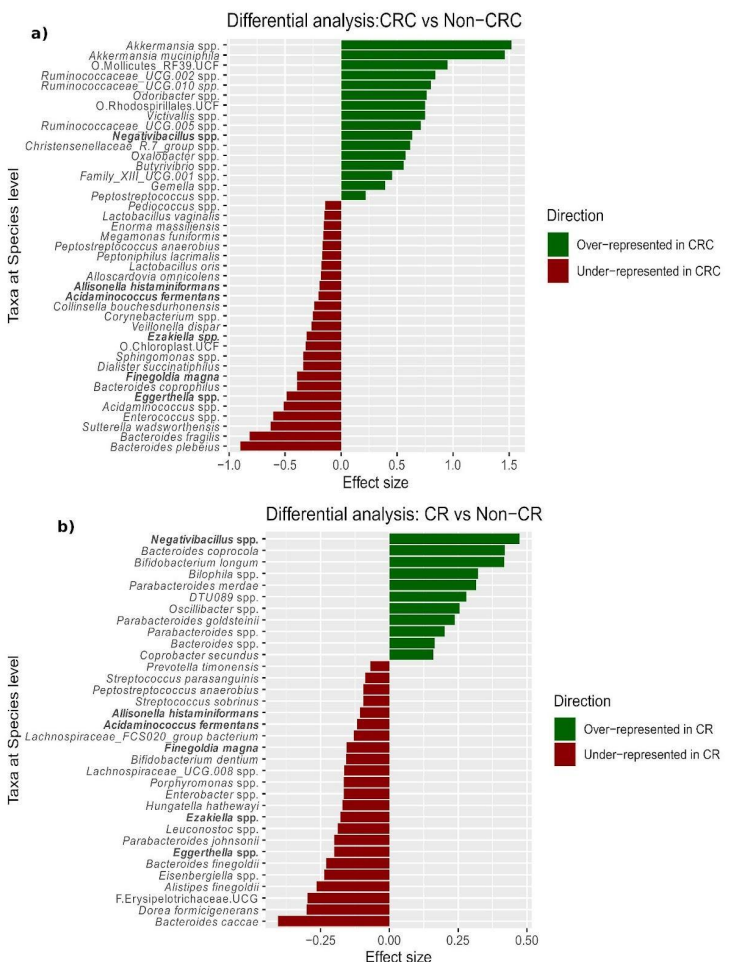 Differential analysis:CRC vs Non−CRC
a)
Akkermansia spp.
Akkermansia muciniphila
O.Mollicutes_RF39.UCF
Ruminococcaceae_UCG.002 spp.
Ruminococcaceae_UCG.010 spp.
Odoribacter spp.
O.Rhodospirillales.UCF
Victivallis spp.
Ruminococcaceae_UCG.005 spp.
Negativibacillus spp.
Christensenellaceae_R.7_group spp.
Oxalobacter spp.
Butyrivibrio spp.
Family_XIII_UCG.001 spp.
Gemella spp.
Peptostreptococcus spp.
Pediococcus spp.
Lactobacillus vaginalis
Enorma massiliensis
Megamonas funiformis
Peptostreptococcus anaerobius
Peptoniphilus lacrimalis
Lactobacillus oris
Alloscardovia omnicolens
Allisonella histaminiformans
Acidaminococcus fermentans
Collinsella bouchesdurhonensis
Corynebacterium spp.
Veillonella dispar
Ezakiella spp.
O.Chloroplast.UCF
Sphingomonas spp.
Dialister succinatiphilus
Finegoldia magna
Bacteroides coprophilus
Eggerthella spp.
Acidaminococcus spp.
Enterococcus spp.
Sutterella wadsworthensis
Bacteroides fragilis
Bacteroides plebeius
Taxa at Species level
−1.0 −0.5 0.0 0.5 1.0 1.5
Effect size
Direction
Over−represented in CRC
Under−represented in CRC
Differential analysis: CR vs Non−CR
b)
Negativibacillus spp.
Bacteroides coprocola
Bifidobacterium longum
Bilophila spp.
Parabacteroides merdae
DTU089 spp.
Oscillibacter spp.
Parabacteroides goldsteinii
Parabacteroides spp.
Bacteroides spp.
Coprobacter secundus
Prevotella timonensis
Streptococcus parasanguinis
Peptostreptococcus anaerobius
Streptococcus sobrinus
Allisonella histaminiformans
Acidaminococcus fermentans
Lachnospiraceae_FCS020_group bacterium
Finegoldia magna
Bifidobacterium dentium
Lachnospiraceae_UCG.008 spp.
Porphyromonas spp.
Enterobacter spp.
Hungatella hathewayi
Ezakiella spp.
Leuconostoc spp.
Parabacteroides johnsonii
Eggerthella spp.
Bacteroides finegoldii
Eisenbergiella spp.
Alistipes finegoldii
F.Erysipelotrichaceae.UCG
Dorea formicigenerans
Bacteroides caccae
Taxa at Species level
−0.25 0.00 0.25 0.50
Effect size
Direction
Over−represented in CR
Under−represented in CR